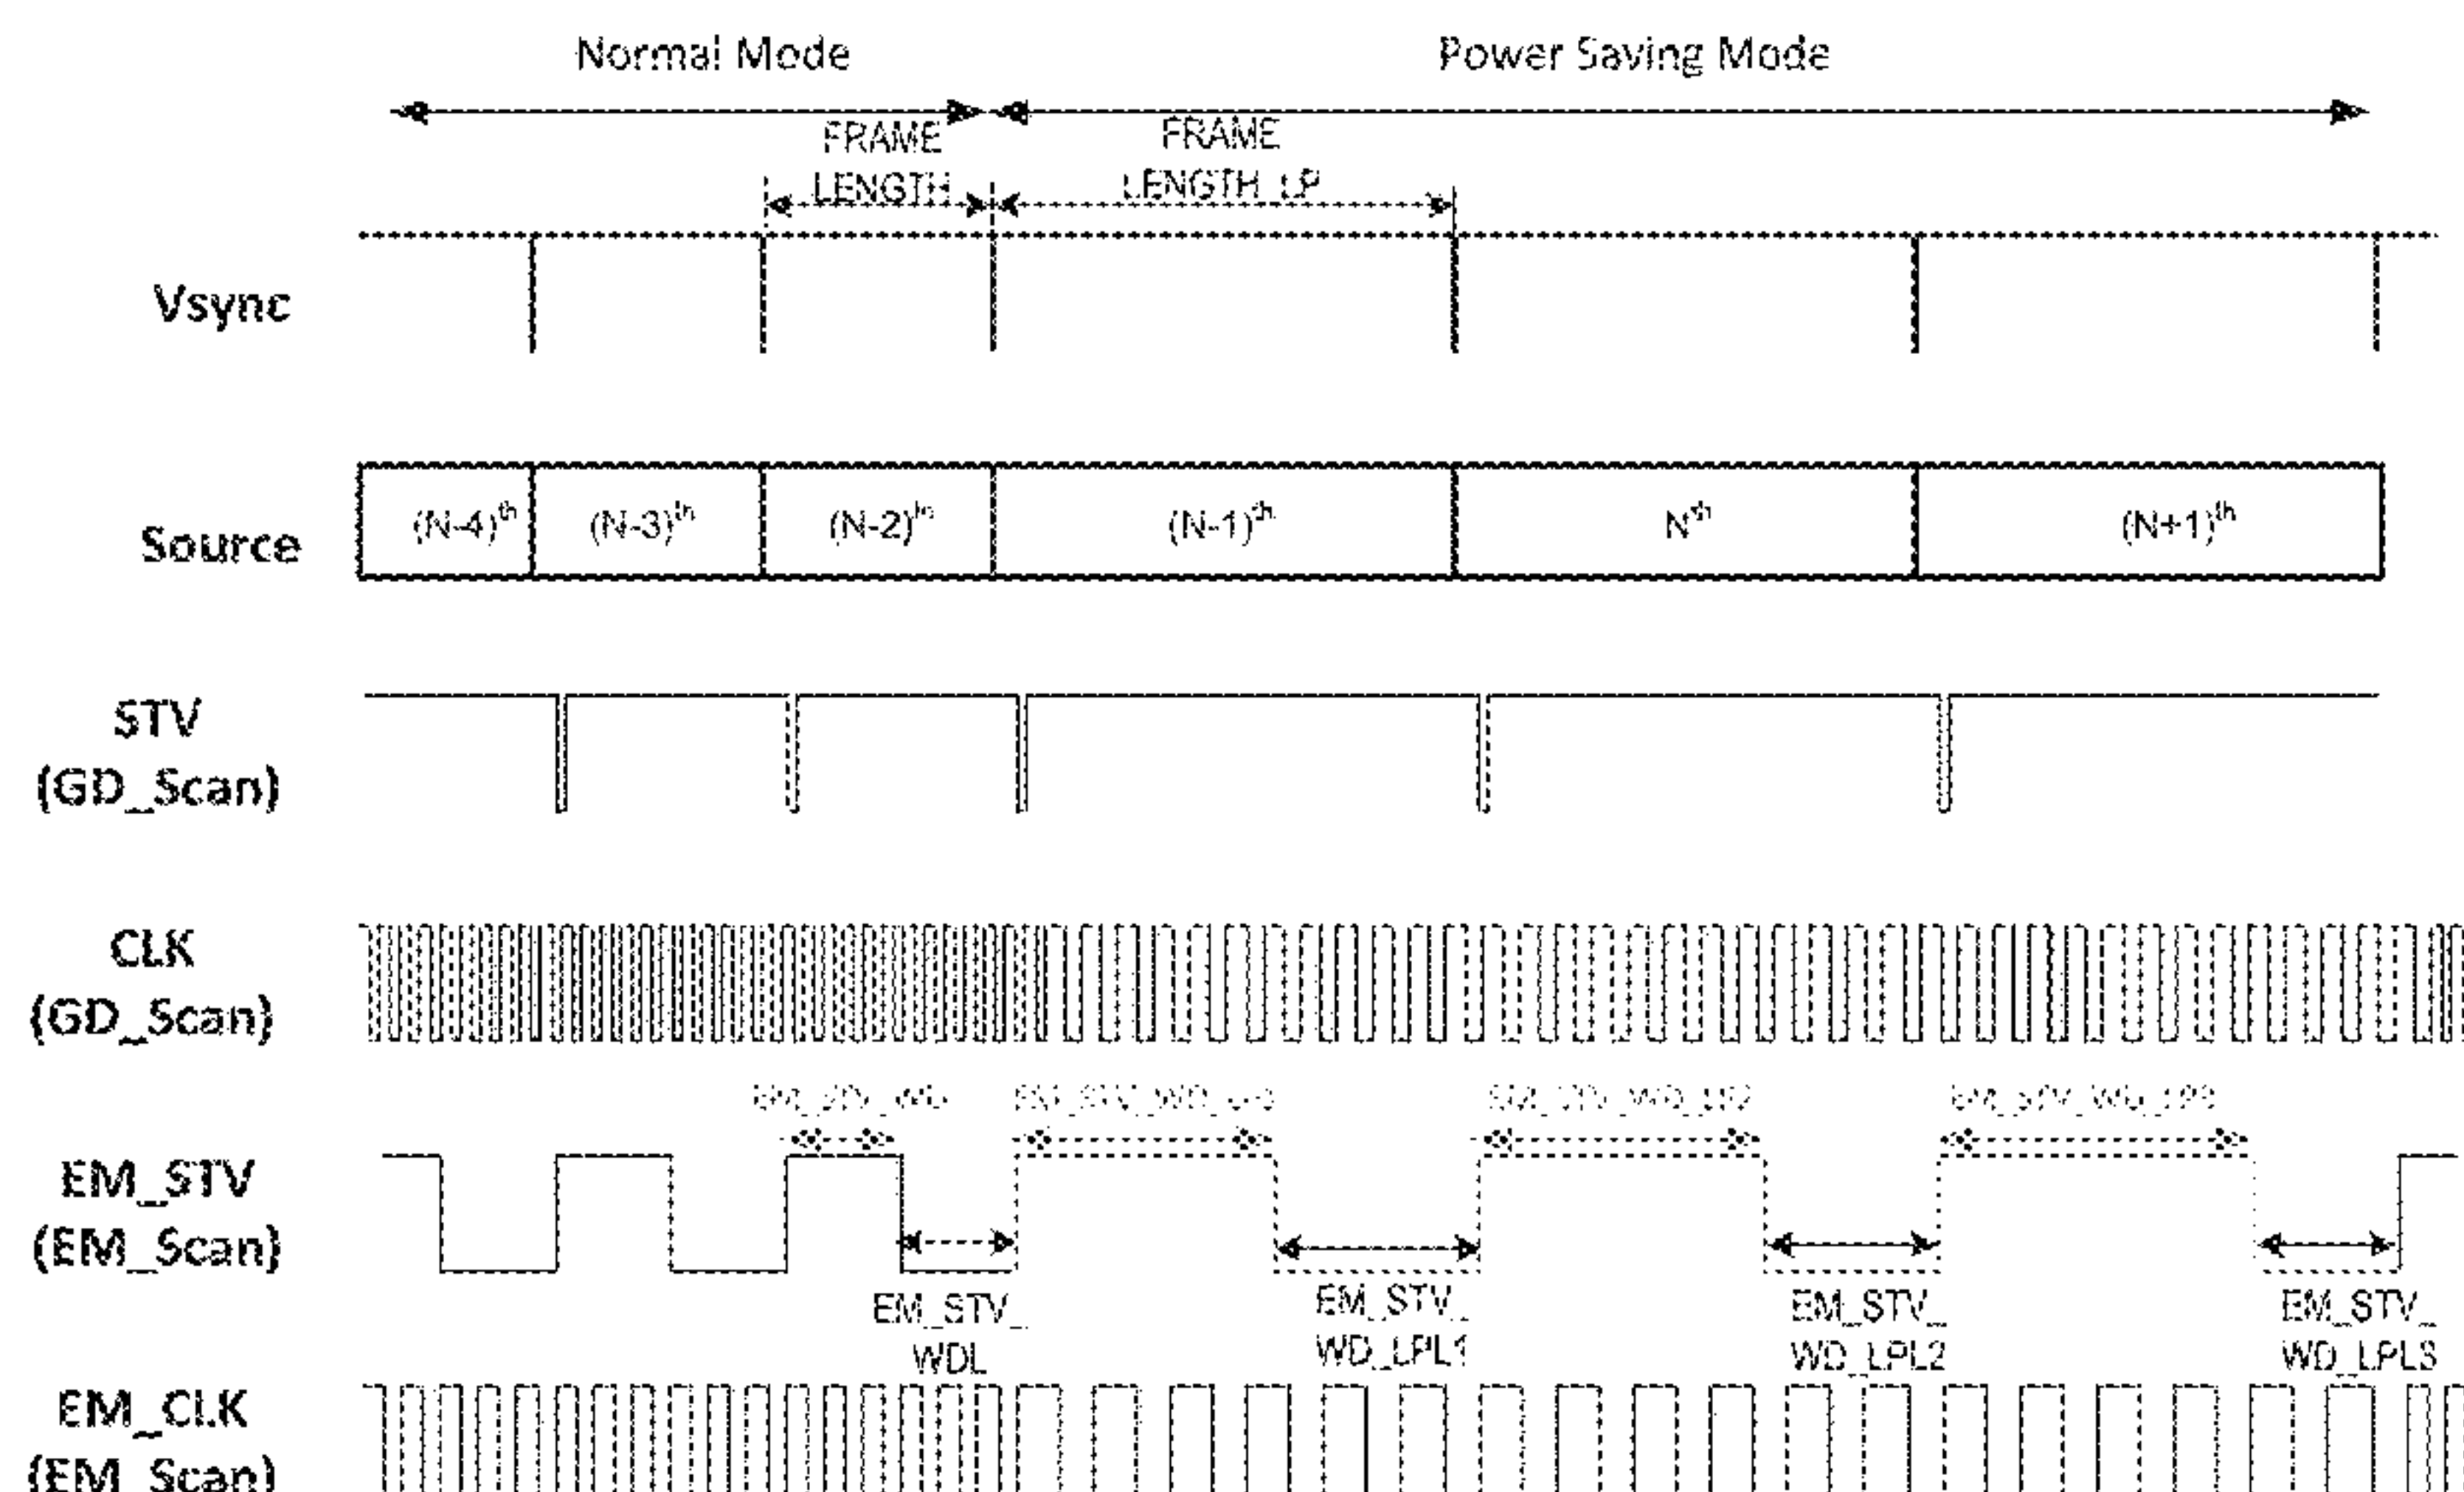 Normal Mode
Power Saving Mode
FRAME
LENGTH
FRAME
LENGTH_LP
Vsync
Source
(N-4)th
(N-3)th
(N-2)th
(N-1)th
Nth
(N+1)th
STV
(GD_Scan)
CLK
(GD_Scan)
EM_STV
(EM_Scan)
EM_STV_
WDL
EM_STV_
WD_LPL1
EM_STV_
WD_LPL2
EM_STV_
WD_LPL3
EM_CLK
(EM_Scan)